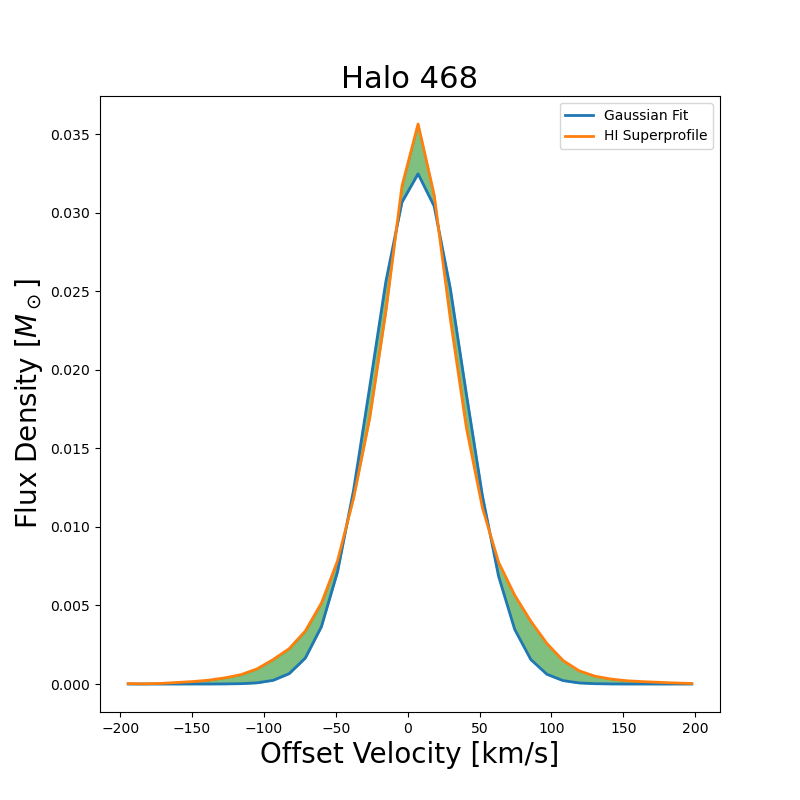 Halo 468
Gaussian Fit
HI Superprofile
0.035
0.030
0.025
0.020
0.015
0.010
0.005
0.000
Flux Density [M⊙]
−200 −150 −100 −50 0 50 100 150 200
Offset Velocity [km/s]